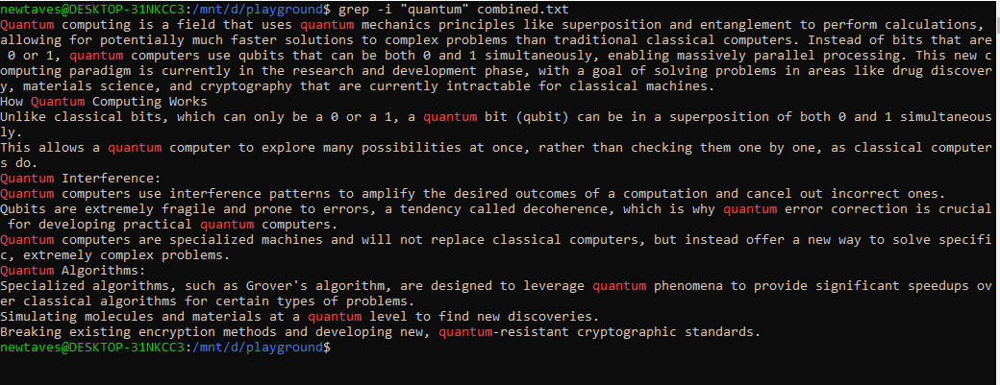 newtaves@DESKTOP-31NKCC3:/mnt/d/playground$ grep -i "quantum" combined.txt
Quantum computing is a field that uses quantum mechanics principles like superposition and entanglement to perform calculations,
allowing for potentially much faster solutions to complex problems than traditional classical computers. Instead of bits that are
 0 or 1, quantum computers use qubits that can be both 0 and 1 simultaneously, enabling massively parallel processing. This new c
omputing paradigm is currently in the research and development phase, with a goal of solving problems in areas like drug discover
y, materials science, and cryptography that are currently intractable for classical machines.
How Quantum Computing Works
Unlike classical bits, which can only be a 0 or a 1, a quantum bit (qubit) can be in a superposition of both 0 and 1 simultaneous
ly.
This allows a quantum computer to explore many possibilities at once, rather than checking them one by one, as classical computer
s do.
Quantum Interference:
Quantum computers use interference patterns to amplify the desired outcomes of a computation and cancel out incorrect ones.
Qubits are extremely fragile and prone to errors, a tendency called decoherence, which is why quantum error correction is crucial
 for developing practical quantum computers.
Quantum computers are specialized machines and will not replace classical computers, but instead offer a new way to solve specifi
c, extremely complex problems.
Quantum Algorithms:
Specialized algorithms, such as Grover's algorithm, are designed to leverage quantum phenomena to provide significant speedups ov
er classical algorithms for certain types of problems.
Simulating molecules and materials at a quantum level to find new discoveries.
Breaking existing encryption methods and developing new, quantum-resistant cryptographic standards.
newtaves@DESKTOP-31NKCC3:/mnt/d/playground$